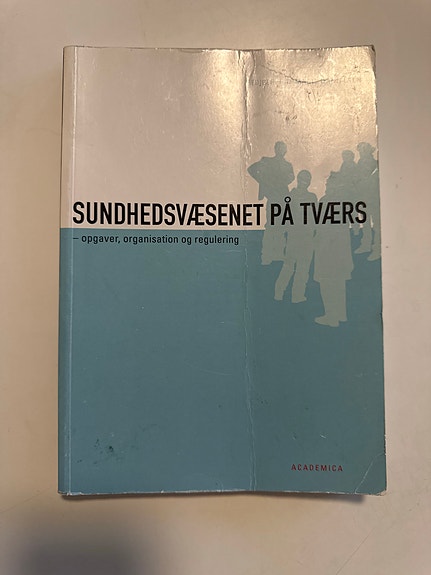 SUNDHEDSVÆSENET PÅ TVÆRS
– opgaver, organisation og regulering
ACADEMICA